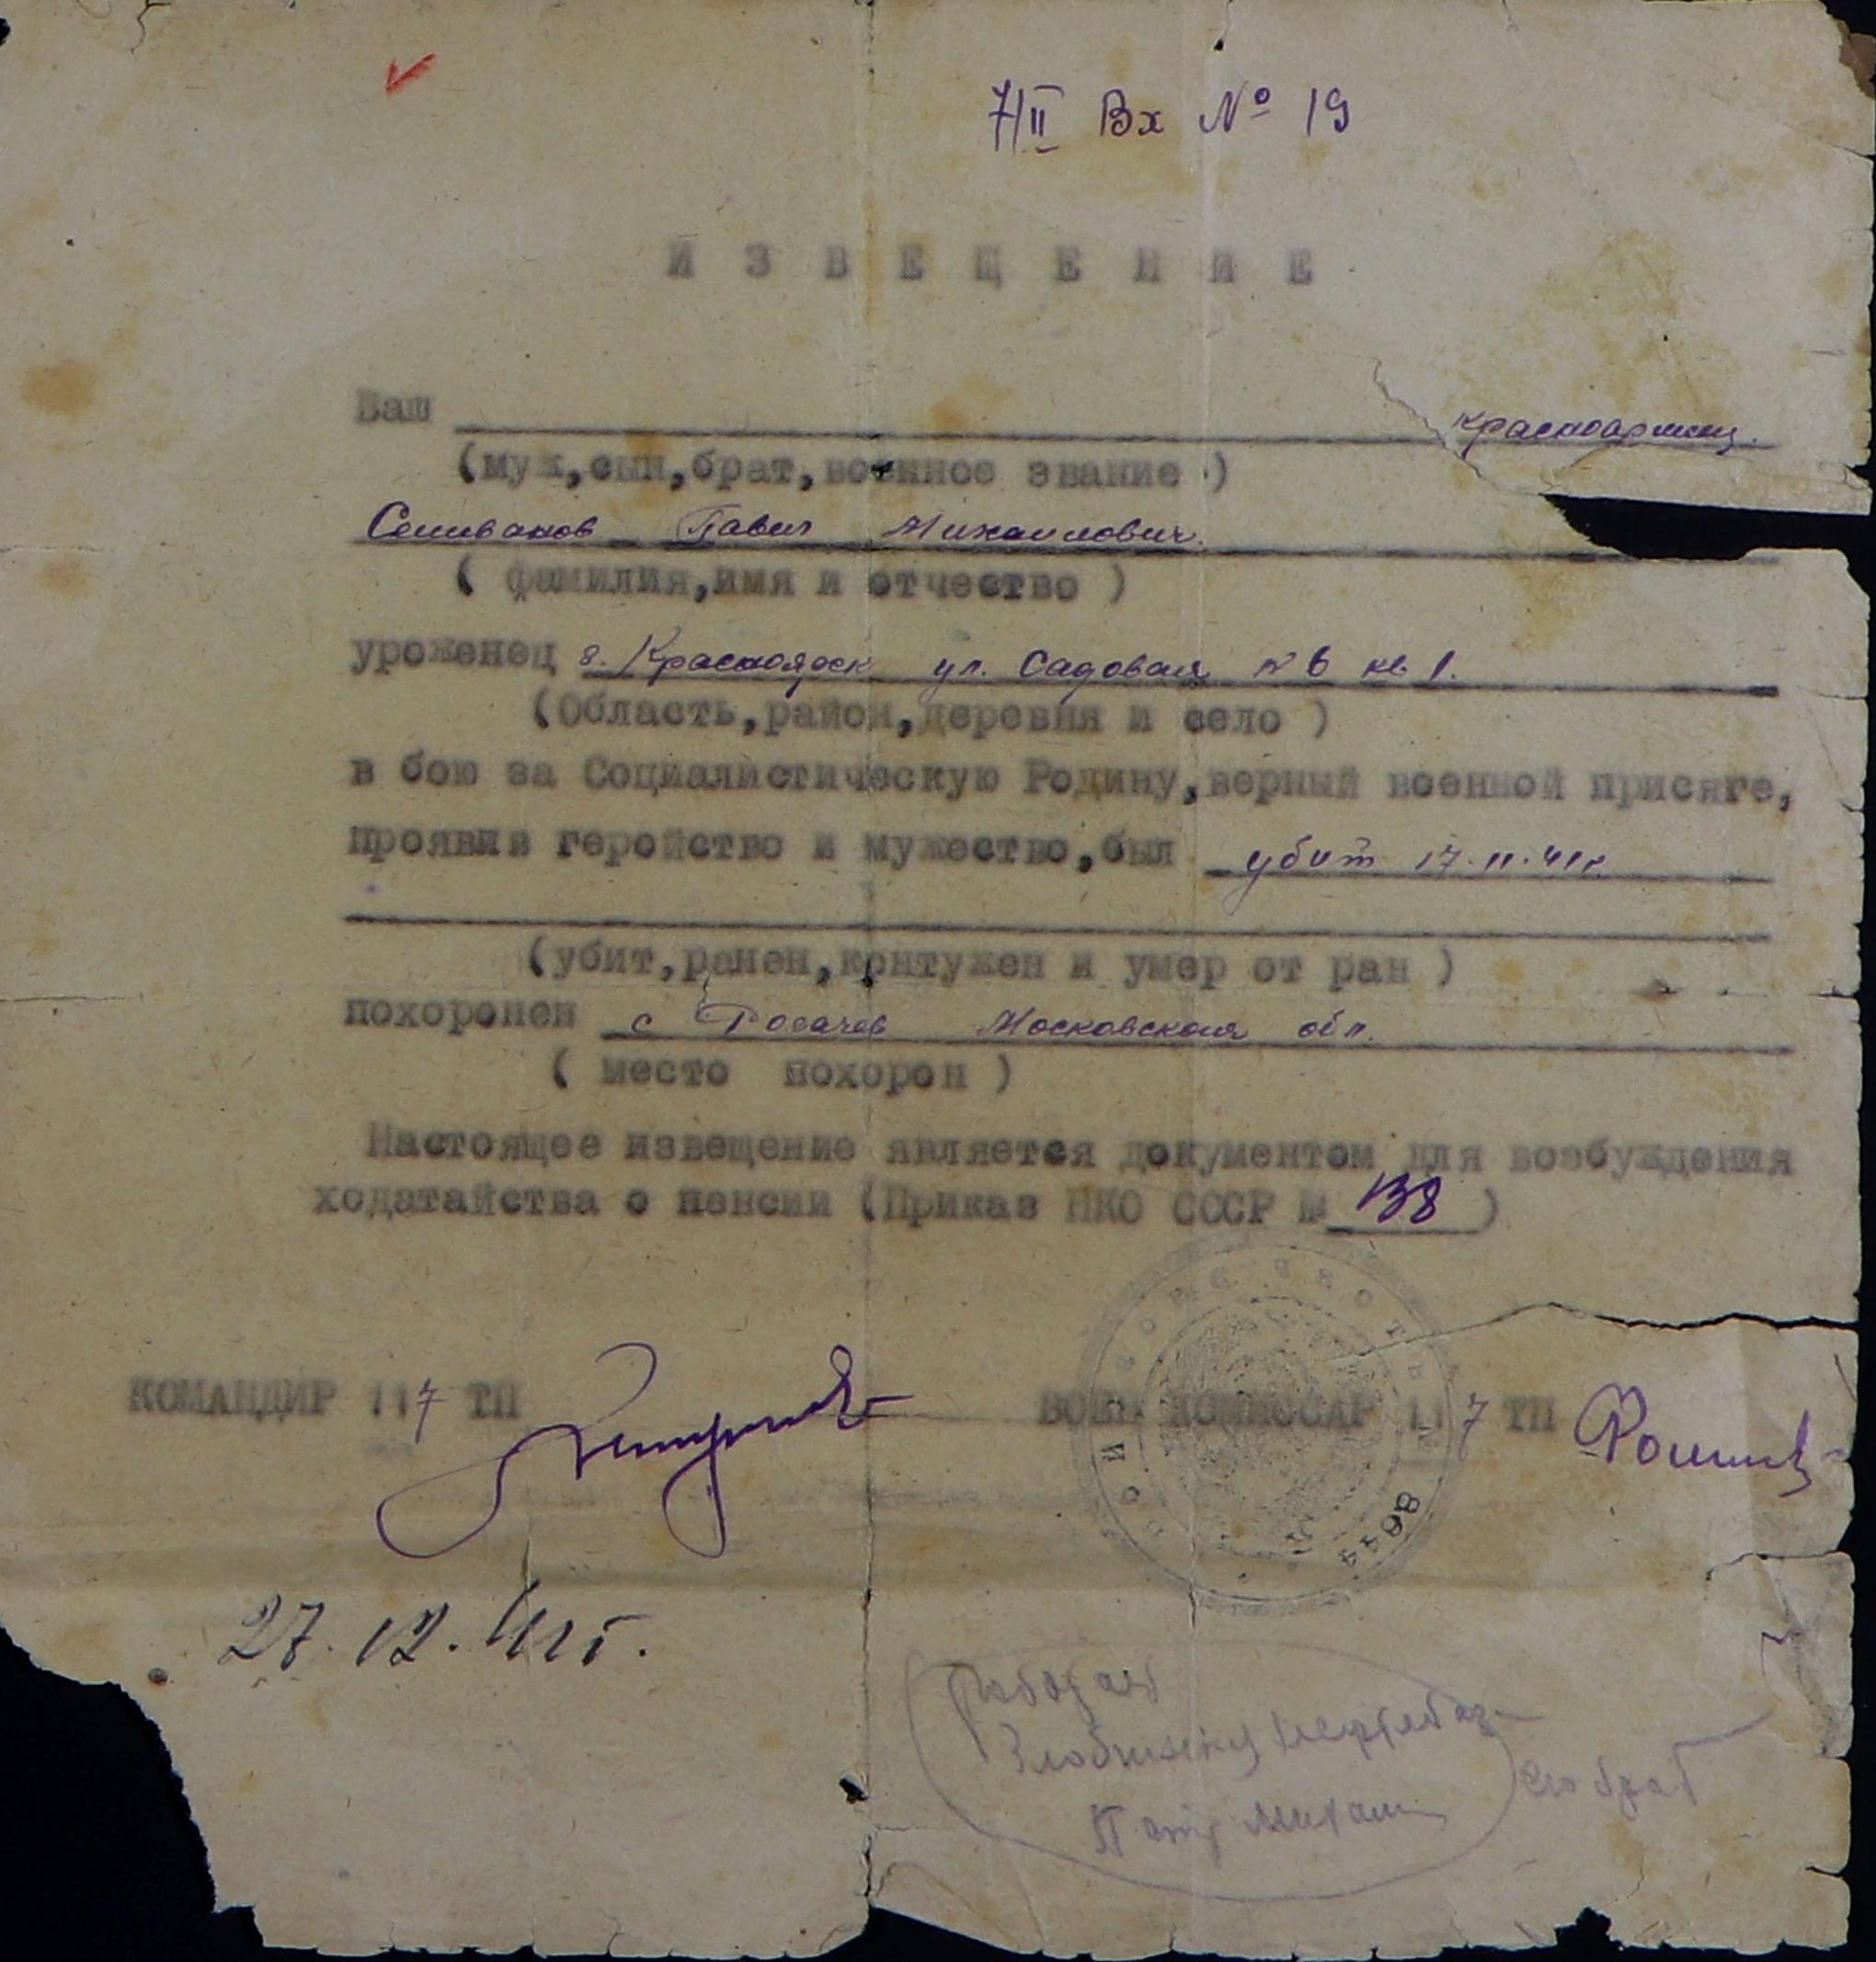 7/II Вх № 19
ИЗВЕЩЕНИЕ
Ваш красноармеец.
(муж,сын,брат,военное звание )
Селиванов Павел Михаилович.
( фамилия,имя и отчество )
уроженец г. Красноярск ул. Садовая № 6 кв 1.
(Область,район,деревня и село )
в бою за Социалистическую Родину,верный военной присяге,
проявив геройство и мужество,был убит 17.11.41г.
(убит,ранен,контужен и умер от ран )
похоронен с Рогачев Московская обл.
( место похорон )
Настоящее извещение является документом для возбуждения
ходатайства о пенсии (Приказ НКО СССР № 138 )
КОМАНДИР 117 ТП ВОЕН КОМИССАР 117 ТП
27.12.41г.
работает
его брат